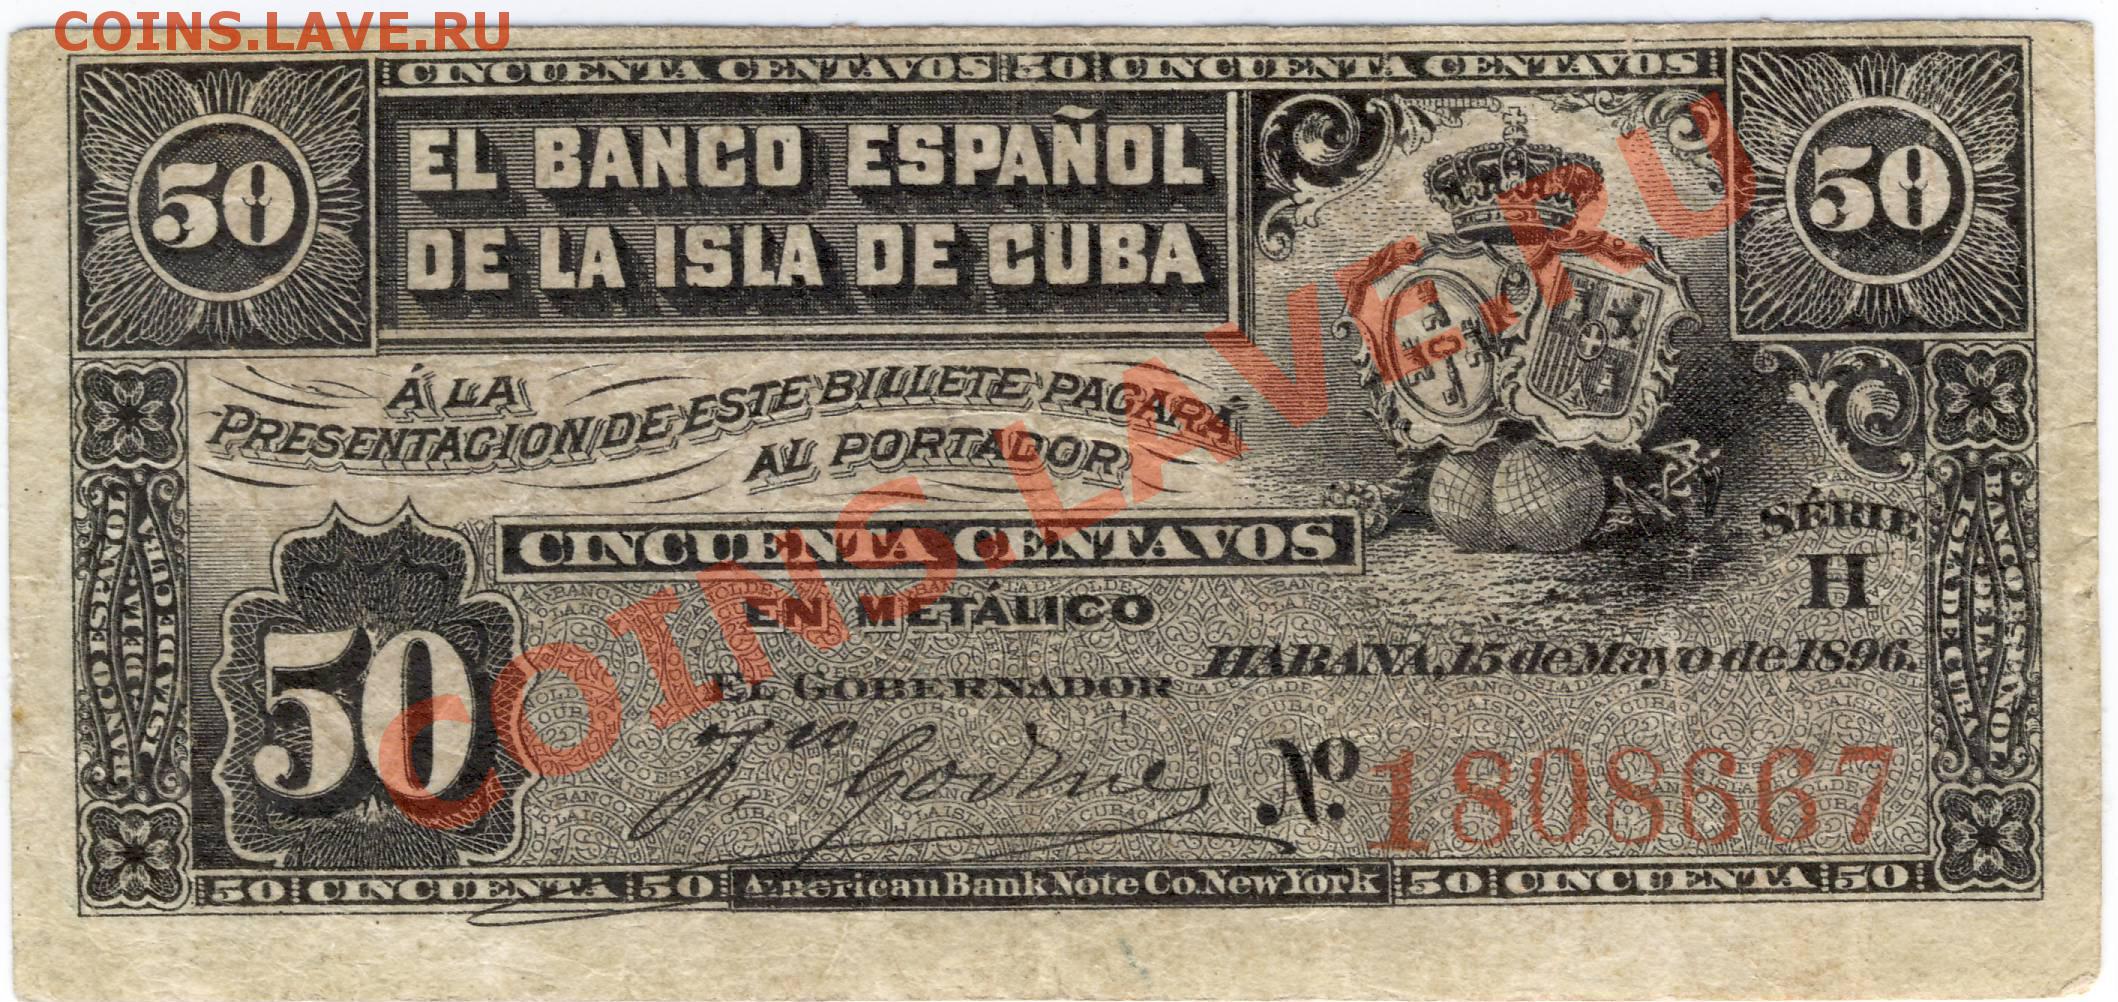 COINS.LAVE.RU
CINCUENTA CENTAVOS 50 CINCUENTA CENTAVOS
50
EL BANCO ESPAÑOL
DE LA ISLA DE CUBA
50
Á LA
PRESENTACION DE ESTE BILLETE PAGARÁ
AL PORTADOR
CINCUENTA CENTAVOS
EN METÁLICO
SÉRIE
H
HABANA, 15 de Mayo de 1896.
EL GOBERNADOR
50
No. 1808667
BANCO ESPAÑOL
DE LA
ISLA DE CUBA
BANCO ESPAÑOL
DE LA
ISLA DE CUBA
50 CINCUENTA 50 American Bank Note Co. New York 50 CINCUENTA 50
COINS.LAVE.RU